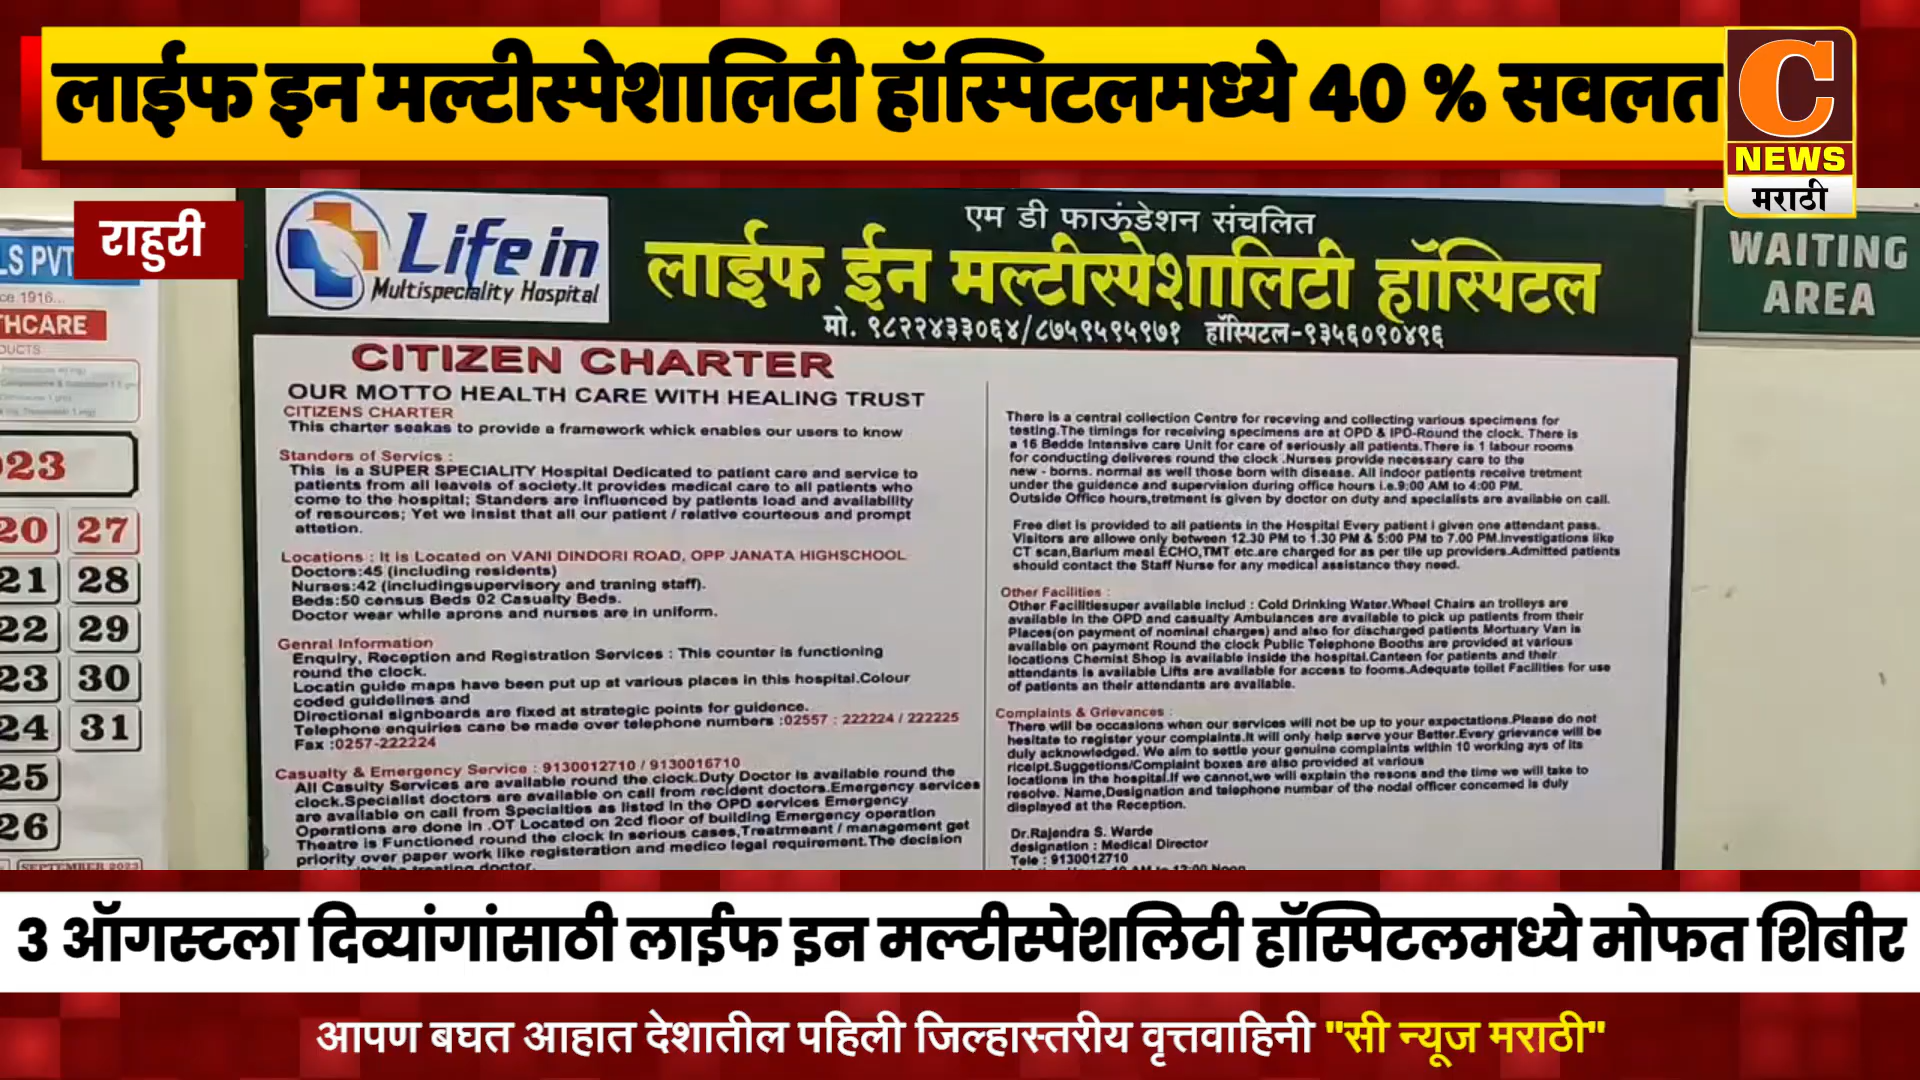 लाईफ इन मल्टीस्पेशालिटी हॉस्पिटलमध्ये 40 % सवलत
C
NEWS
मराठी
राहुरी
LS PVT
ce 1916...
THCARE
DUCTS
23
20 27
21 28
22 29
23 30
24 31
25
26
SEPTEMBER 2023
Life in
Multispeciality Hospital
एम डी फाऊंडेशन संचलित
लाईफ ईन मल्टीस्पेशालिटी हॉस्पिटल
मो. ९८२२४३३०६४/८७५९५९५९७१ हॉस्पिटल-९३५६०९०४९६
WAITING
AREA
CITIZEN CHARTER
OUR MOTTO HEALTH CARE WITH HEALING TRUST
CITIZENS CHARTER
This charter seakas to provide a framework whick enables our users to know
Standers of Servics :
This is a SUPER SPECIALITY Hospital Dedicated to patient care and service to
patients from all leavels of society.It provides medical care to all patients who
come to the hospital; Standers are influenced by patients load and availability
of resources; Yet we insist that all our patient / relative courteous and prompt
attetion.
Locations : It is Located on VANI DINDORI ROAD, OPP JANATA HIGHSCHOOL
Doctors:45 (including residents)
Nurses:42 (includingsupervisory and traning staff).
Beds:50 census Beds 02 Casualty Beds.
Doctor wear while aprons and nurses are in uniform.
Genral Information
Enquiry, Reception and Registration Services : This counter is functioning
round the clock.
Locatin guide maps have been put up at various places in this hospital.Colour
coded guidelines and
Directional signboards are fixed at strategic points for guidence.
Telephone enquiries cane be made over telephone numbers :02557 : 222224 / 222225
Fax :0257-222224
Casualty & Emergency Service : 9130012710 / 9130016710
All Casuity Services are available round the clock.Duty Doctor is available round the
clock.Specialist doctors are available on call from recident doctors.Emergency services
are available on call from Specialties as listed in the OPD services Emergency
Operations are done in .OT Located on 2cd floor of building Emergency operation
Theatre is Functioned round the clock In serious cases,Treatrmeant / management get
priority over paper work like registeration and medico legal requirement.The decision
There is a central collection Centre for receving and collecting various specimens for
testing.The timings for receiving specimens are at OPD & IPD-Round the clock. There is
a 16 Bedde Intensive care Unit for care of seriously all patients.There is 1 labour rooms
for conducting deliveres round the clock .Nurses provide necessary care to the
new - borns. normal as well those born with disease. All indoor patients receive tretment
under the guidence and supervision during office hours i.e.9:00 AM to 4:00 PM.
Outside Office hours,tretment is given by doctor on duty and specialists are available on call.
Free diet is provided to all patients in the Hospital Every patient i given one attendant pass.
Visitors are allowe only between 12.30 PM to 1.30 PM & 5:00 PM to 7.00 PM.Investigations like
CT scan,Barium meal ECHO,TMT etc.are charged for as per tile up providers.Admitted patients
should contact the Staff Nurse for any medical assistance they need.
Other Facilities :
Other Facilitiesuper available includ : Cold Drinking Water.Wheel Chairs an trolleys are
available in the OPD and casualty Ambulances are available to pick up patients from their
Places(on payment of nominal charges) and also for discharged patients Mortuary Van is
available on payment Round the clock Public Telephone Booths are provided at various
locations Chemist Shop is available inside the hospital.Canteen for patients and their
attendants is available Lifts are available for access to fooms.Adequate toilet Facilities for use
of patients an their attendants are available.
Complaints & Grievances :
There will be occasions when our services will not be up to your expectations.Please do not
hesitate to register your complaints.It will only help serve your Better.Every grievance will be
duly acknowledged. We aim to settle your genuine complaints within 10 working ays of its
riceipt.Suggetions/Complaint boxes are also provided at various
locations in the hospital.If we cannot,we will explain the resons and the time we will take to
resolve. Name,Designation and telephone numbar of the nodal officer concemed is duly
displayed at the Reception.
Dr.Rajendra S. Warde
designation : Medical Director
Tele : 9130012710
3 ऑगस्टला दिव्यांगांसाठी लाईफ इन मल्टीस्पेशलिटी हॉस्पिटलमध्ये मोफत शिबीर
आपण बघत आहात देशातील पहिली जिल्हास्तरीय वृत्तवाहिनी "सी न्यूज मराठी"